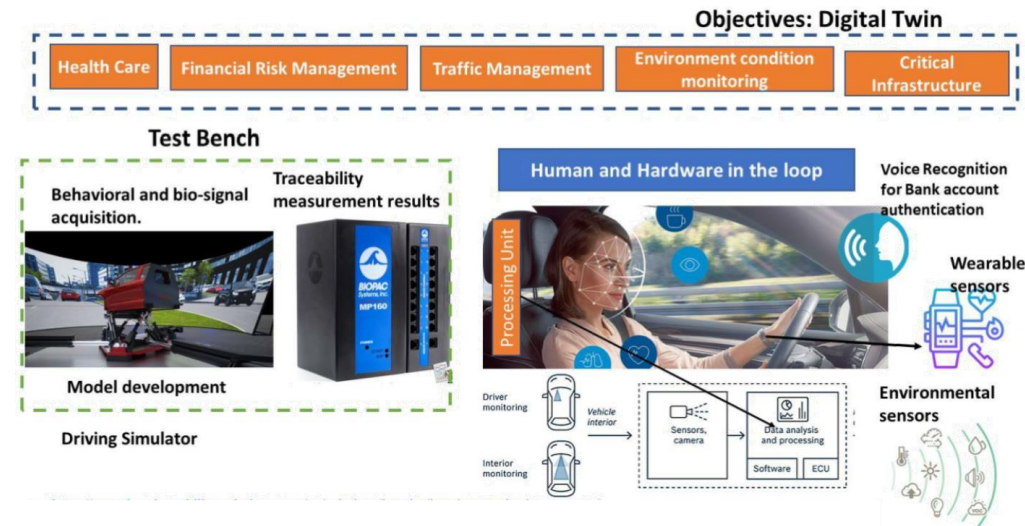 Objectives: Digital Twin
Health Care
Financial Risk Management
Traffic Management
Environment condition
monitoring
Critical
Infrastructure
Test Bench
Behavioral and bio-signal
acquisition.
Traceability
measurement results
BIOPAC
Systems, Inc.
MP160
Model development
Driving Simulator
Human and Hardware in the loop
Processing Unit
Voice Recognition
for Bank account
authentication
Wearable
sensors
Environmental
sensors
Driver
monitoring
Interior
monitoring
Vehicle
interior
Sensors,
camera
Data analysis
and processing
Software
ECU
VOC